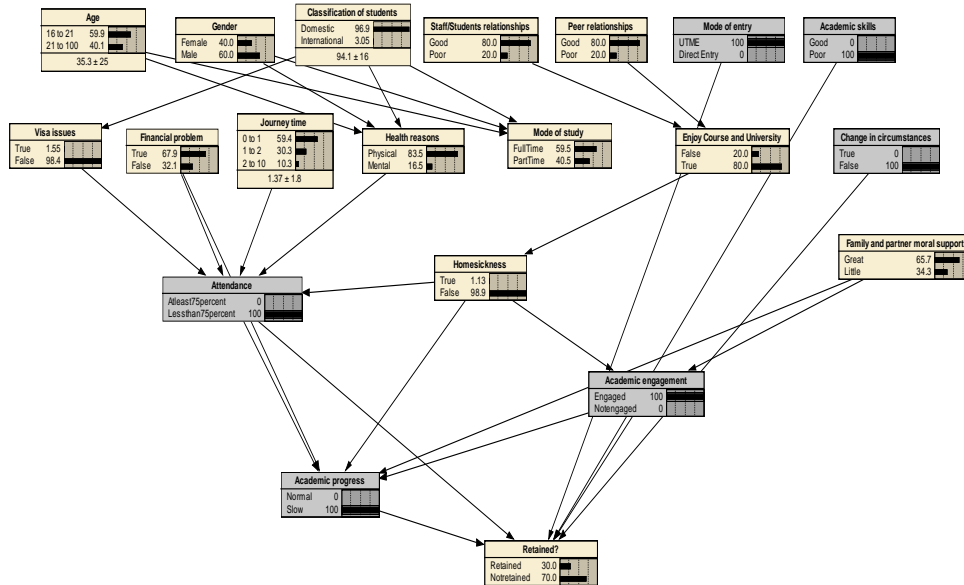 Age
16 to 21 59.9
21 to 100 40.1
35.3 ± 25
Gender
Female 40.0
Male 60.0
Classification of students
Domestic 96.9
International 3.05
94.1 ± 16
Staff/Students relationships
Good 80.0
Poor 20.0
Peer relationships
Good 80.0
Poor 20.0
Mode of entry
UTME 100
Direct Entry 0
Academic skills
Good 0
Poor 100
Visa issues
True 1.55
False 98.4
Financial problem
True 67.9
False 32.1
Journey time
0 to 1 59.4
1 to 2 30.3
2 to 10 10.3
1.37 ± 1.8
Health reasons
Physical 83.5
Mental 16.5
Mode of study
FullTime 59.5
PartTime 40.5
Enjoy Course and University
False 20.0
True 80.0
Change in circumstances
True 0
False 100
Family and partner moral support
Great 65.7
Little 34.3
Attendance
Atleast75percent 0
Lessthan75percent 100
Homesickness
True 1.13
False 98.9
Academic engagement
Engaged 100
Notengaged 0
Academic progress
Normal 0
Slow 100
Retained?
Retained 30.0
Notretained 70.0